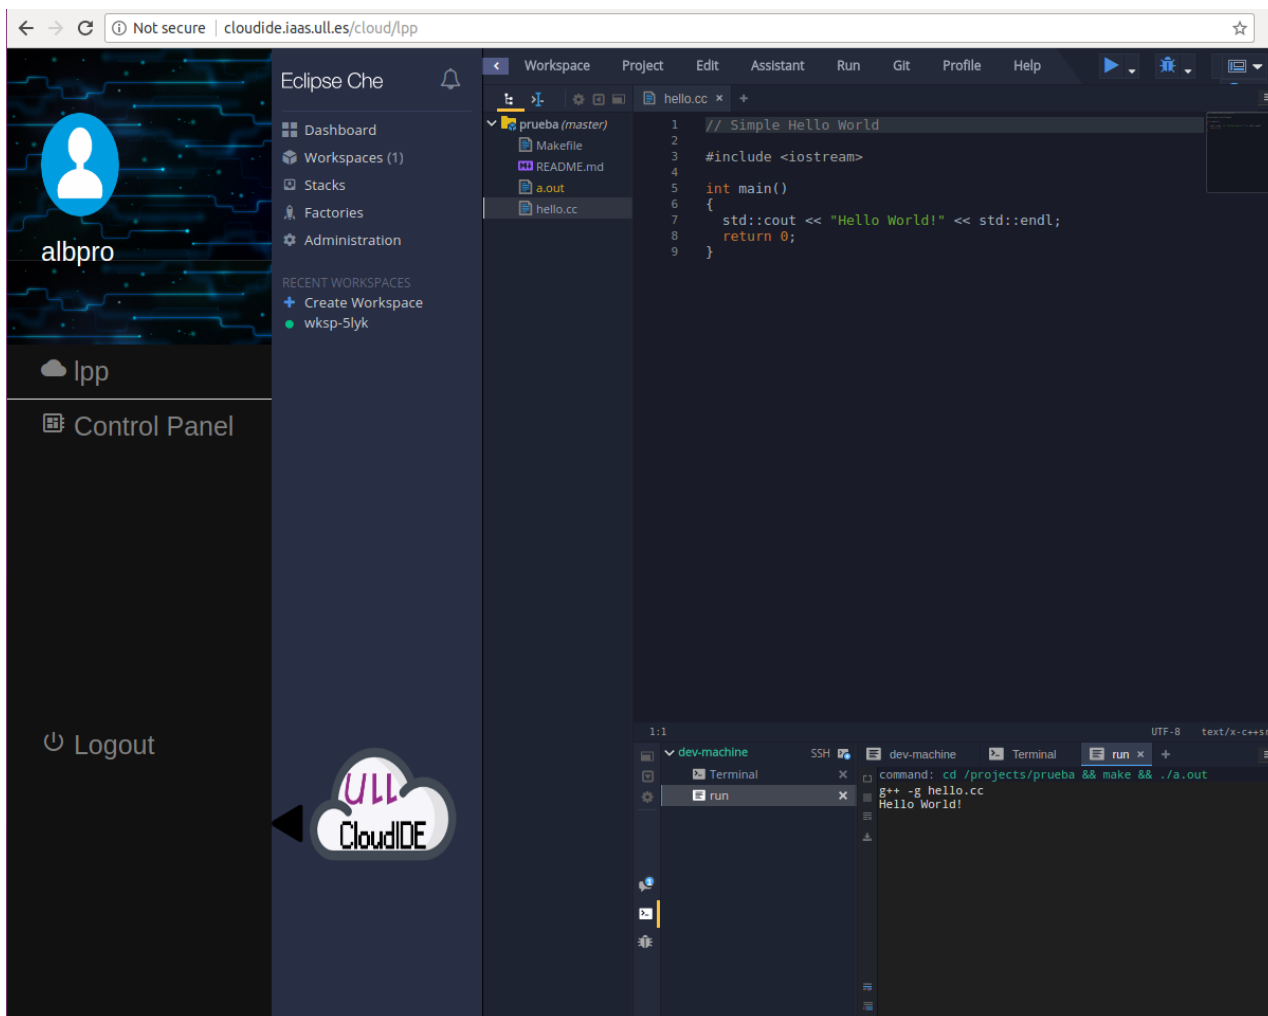 Not secure | cloudide.iaas.ull.es/cloud/lpp
albpro
lpp
Control Panel
Logout
Eclipse Che
Dashboard
Workspaces (1)
Stacks
Factories
Administration
RECENT WORKSPACES
Create Workspace
wksp-5lyk
ULL
CloudIDE
Workspace Project Edit Assistant Run Git Profile Help
hello.cc × +
prueba (master)
Makefile
README.md
a.out
hello.cc
1 // Simple Hello World
2
3 #include <iostream>
4
5 int main()
6 {
7 std::cout << "Hello World!" << std::endl;
8 return 0;
9 }
1:1 UTF-8 text/x-c++sr
dev-machine SSH
Terminal ×
run ×
dev-machine Terminal run × +
command: cd /projects/prueba && make && ./a.out
g++ -g hello.cc
Hello World!
1